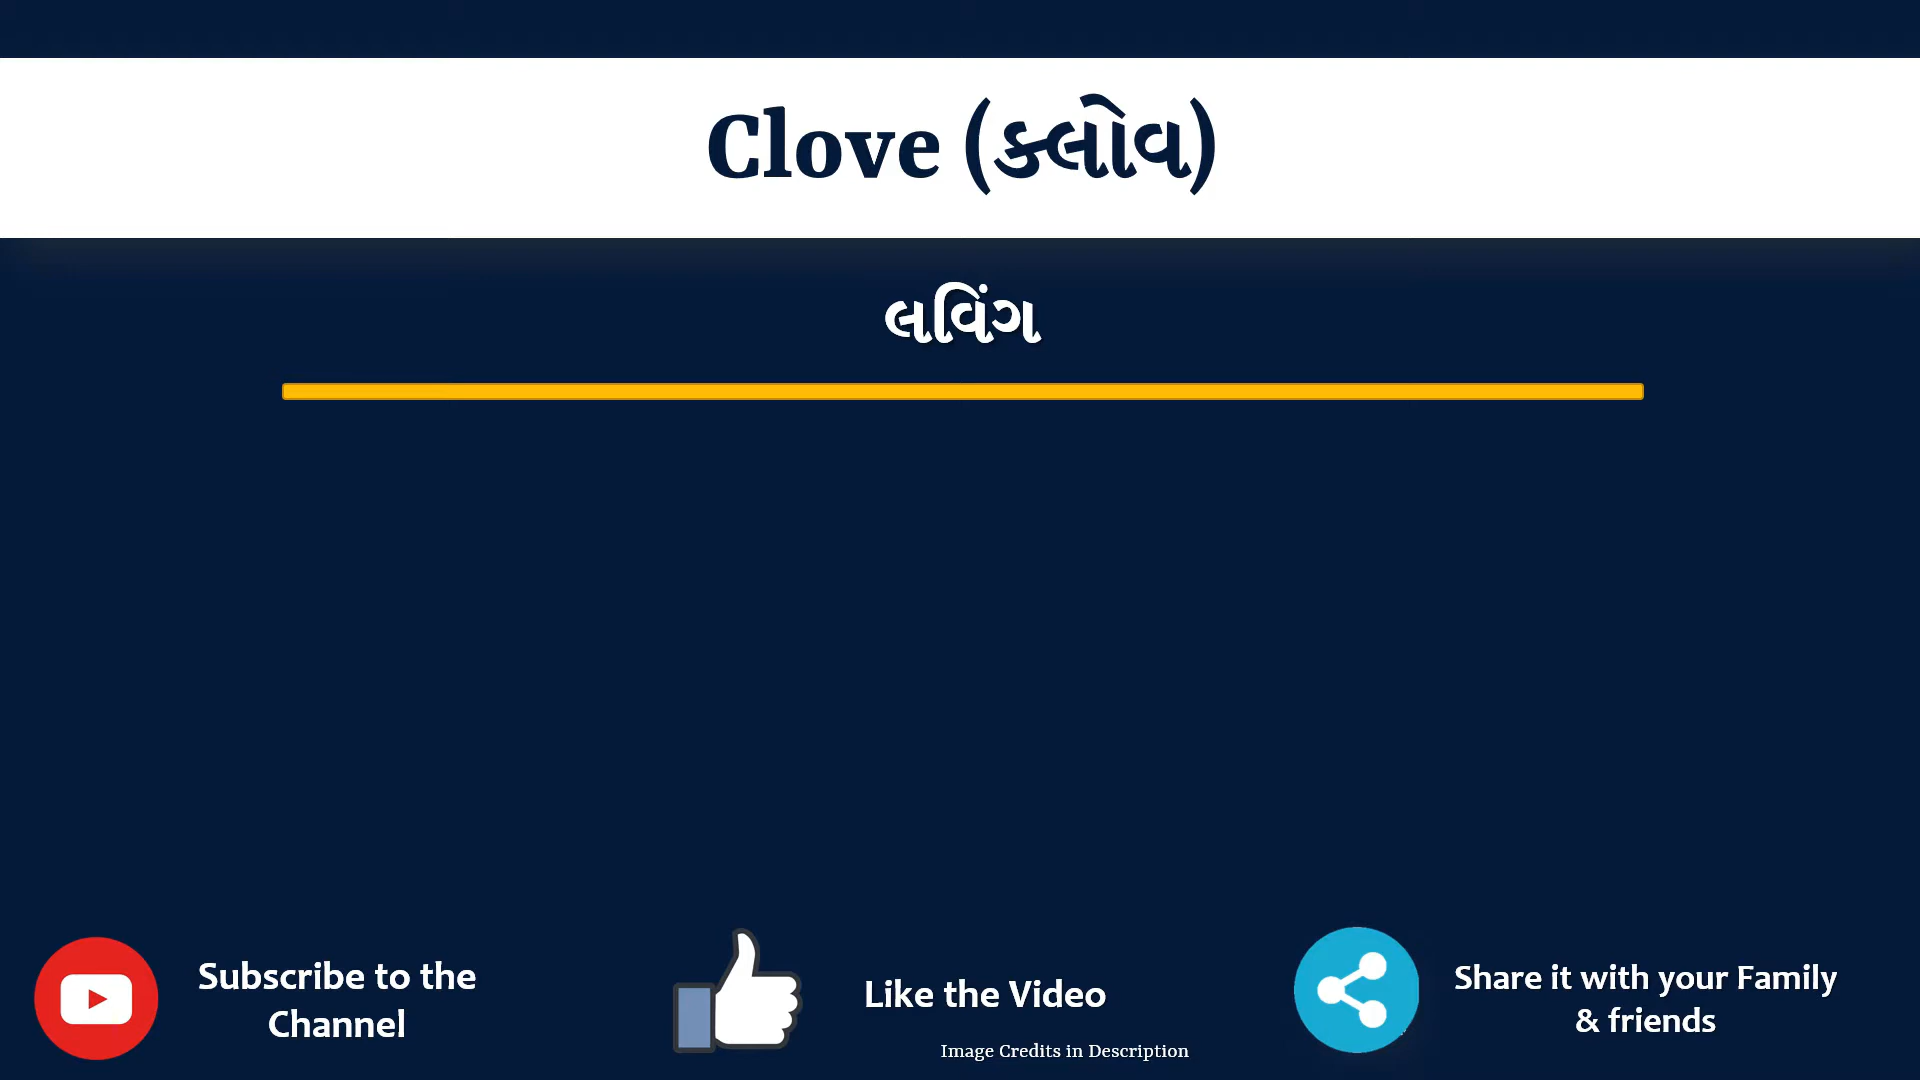 Clove (ક્લોવ)
લવિંગ
Subscribe to the
Channel
Like the Video
Share it with your Family
& friends
Image Credits in Description